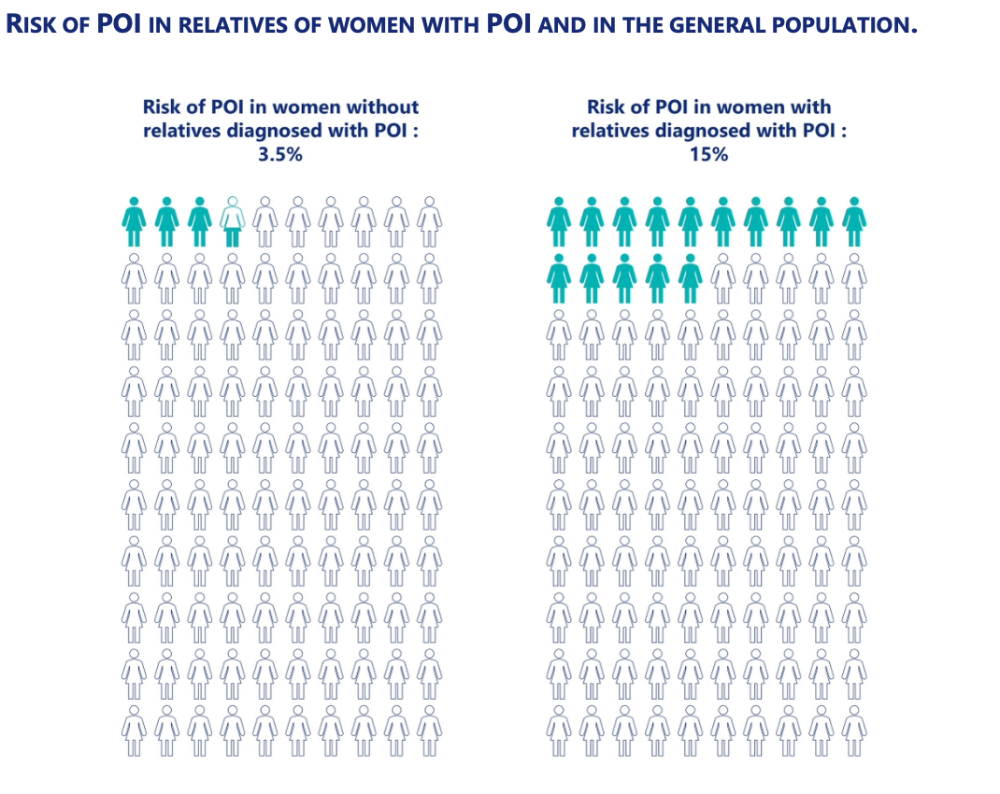 RISK OF POI IN RELATIVES OF WOMEN WITH POI AND IN THE GENERAL POPULATION.
Risk of POI in women without
relatives diagnosed with POI :
3.5%
Risk of POI in women with
relatives diagnosed with POI :
15%